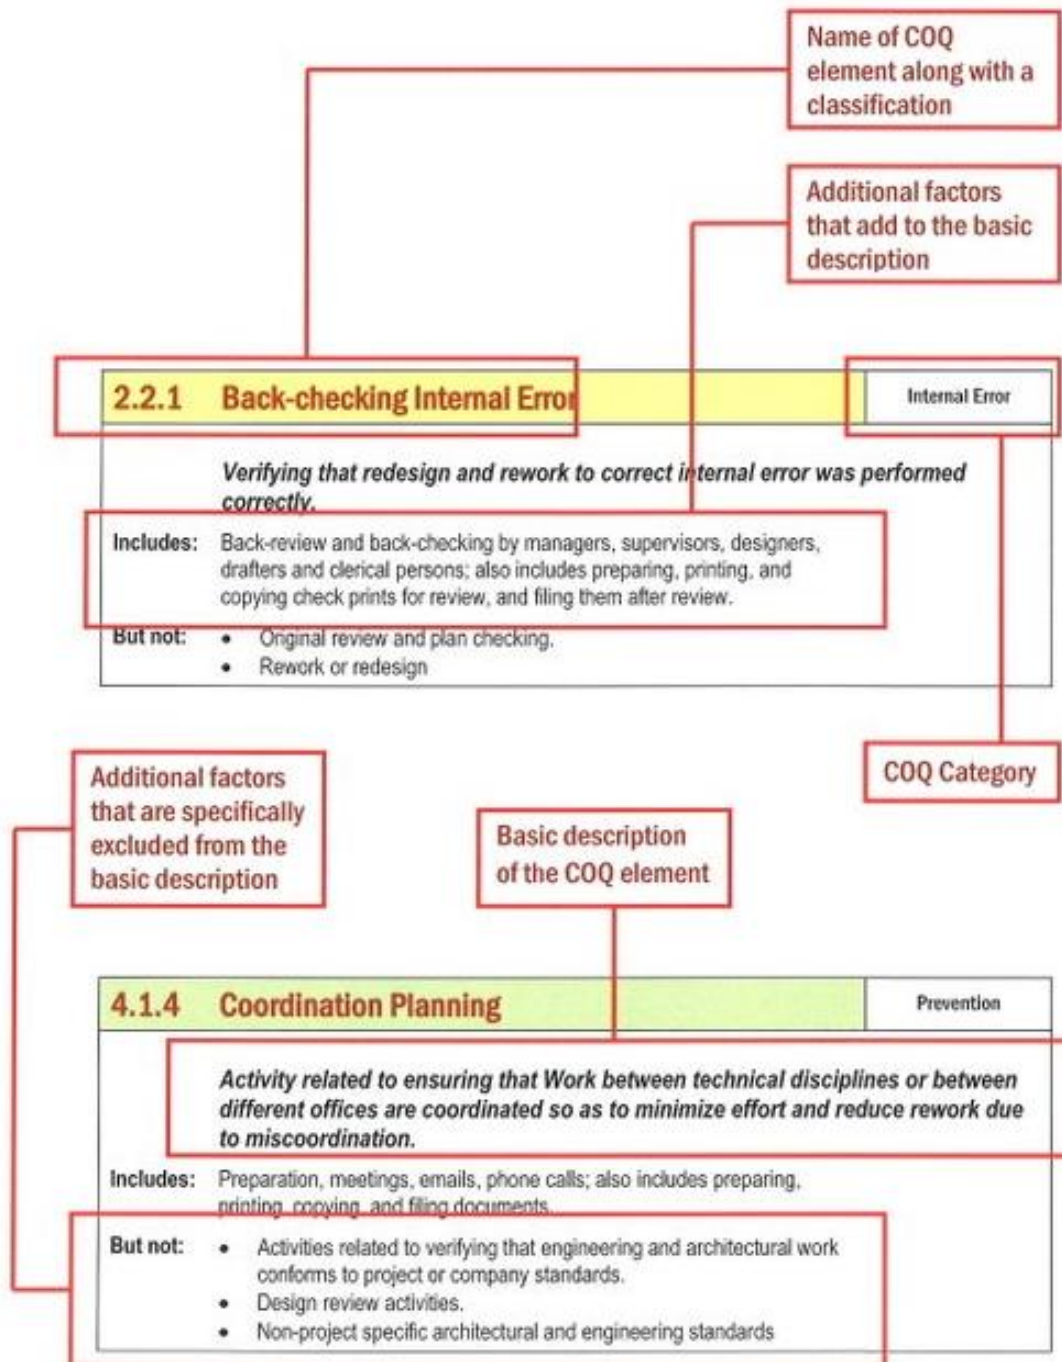 Name of COQ
element along with a
classification
Additional factors
that add to the basic
description
2.2.1 Back-checking Internal Error
Internal Error
Verifying that redesign and rework to correct internal error was performed
correctly.
Includes: Back-review and back-checking by managers, supervisors, designers,
drafters and clerical persons; also includes preparing, printing, and
copying check prints for review, and filing them after review.
But not: • Original review and plan checking.
• Rework or redesign
Additional factors
that are specifically
excluded from the
basic description
Basic description
of the COQ element
COQ Category
4.1.4 Coordination Planning
Prevention
Activity related to ensuring that Work between technical disciplines or between
different offices are coordinated so as to minimize effort and reduce rework due
to miscoordination.
Includes: Preparation, meetings, emails, phone calls; also includes preparing,
printing, copying, and filing documents.
But not: • Activities related to verifying that engineering and architectural work
conforms to project or company standards.
• Design review activities.
• Non-project specific architectural and engineering standards